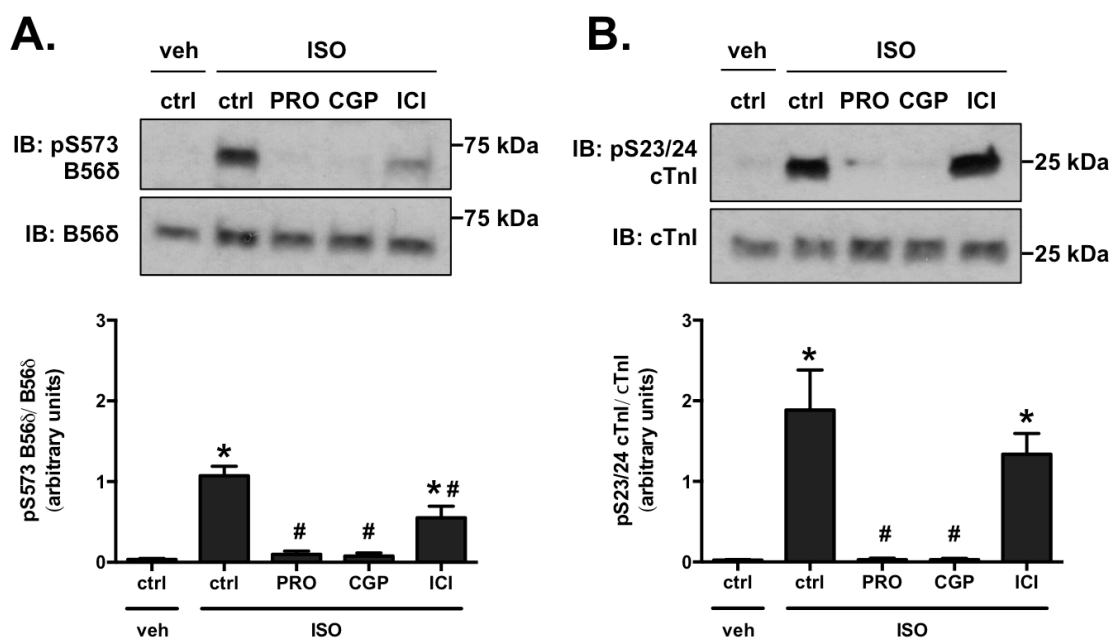 A.
veh ISO
ctrl ctrl PRO CGP ICI
IB: pS573
B56δ
75 kDa
IB: B56δ
75 kDa
3
2
1
0
pS573 B56δ/ B56δ
(arbitrary units)
*
#
#
*#
ctrl ctrl PRO CGP ICI
veh ISO
B.
veh ISO
ctrl ctrl PRO CGP ICI
IB: pS23/24
cTnI
25 kDa
IB: cTnI
25 kDa
3
2
1
0
pS23/24 cTnI/ cTnI
(arbitrary units)
*
#
#
*
ctrl ctrl PRO CGP ICI
veh ISO